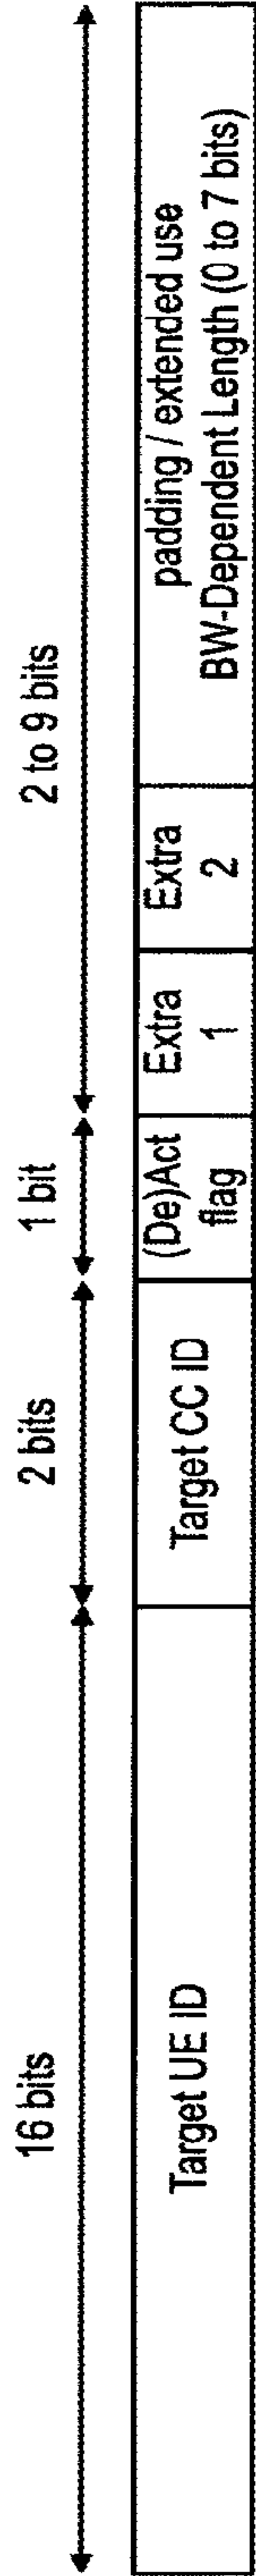 16 bits
2 bits
1 bit
2 to 9 bits
Target UE ID
Target CC ID
(De)Act
flag
Extra
1
Extra
2
padding / extended use
BW-Dependent Length (0 to 7 bits)